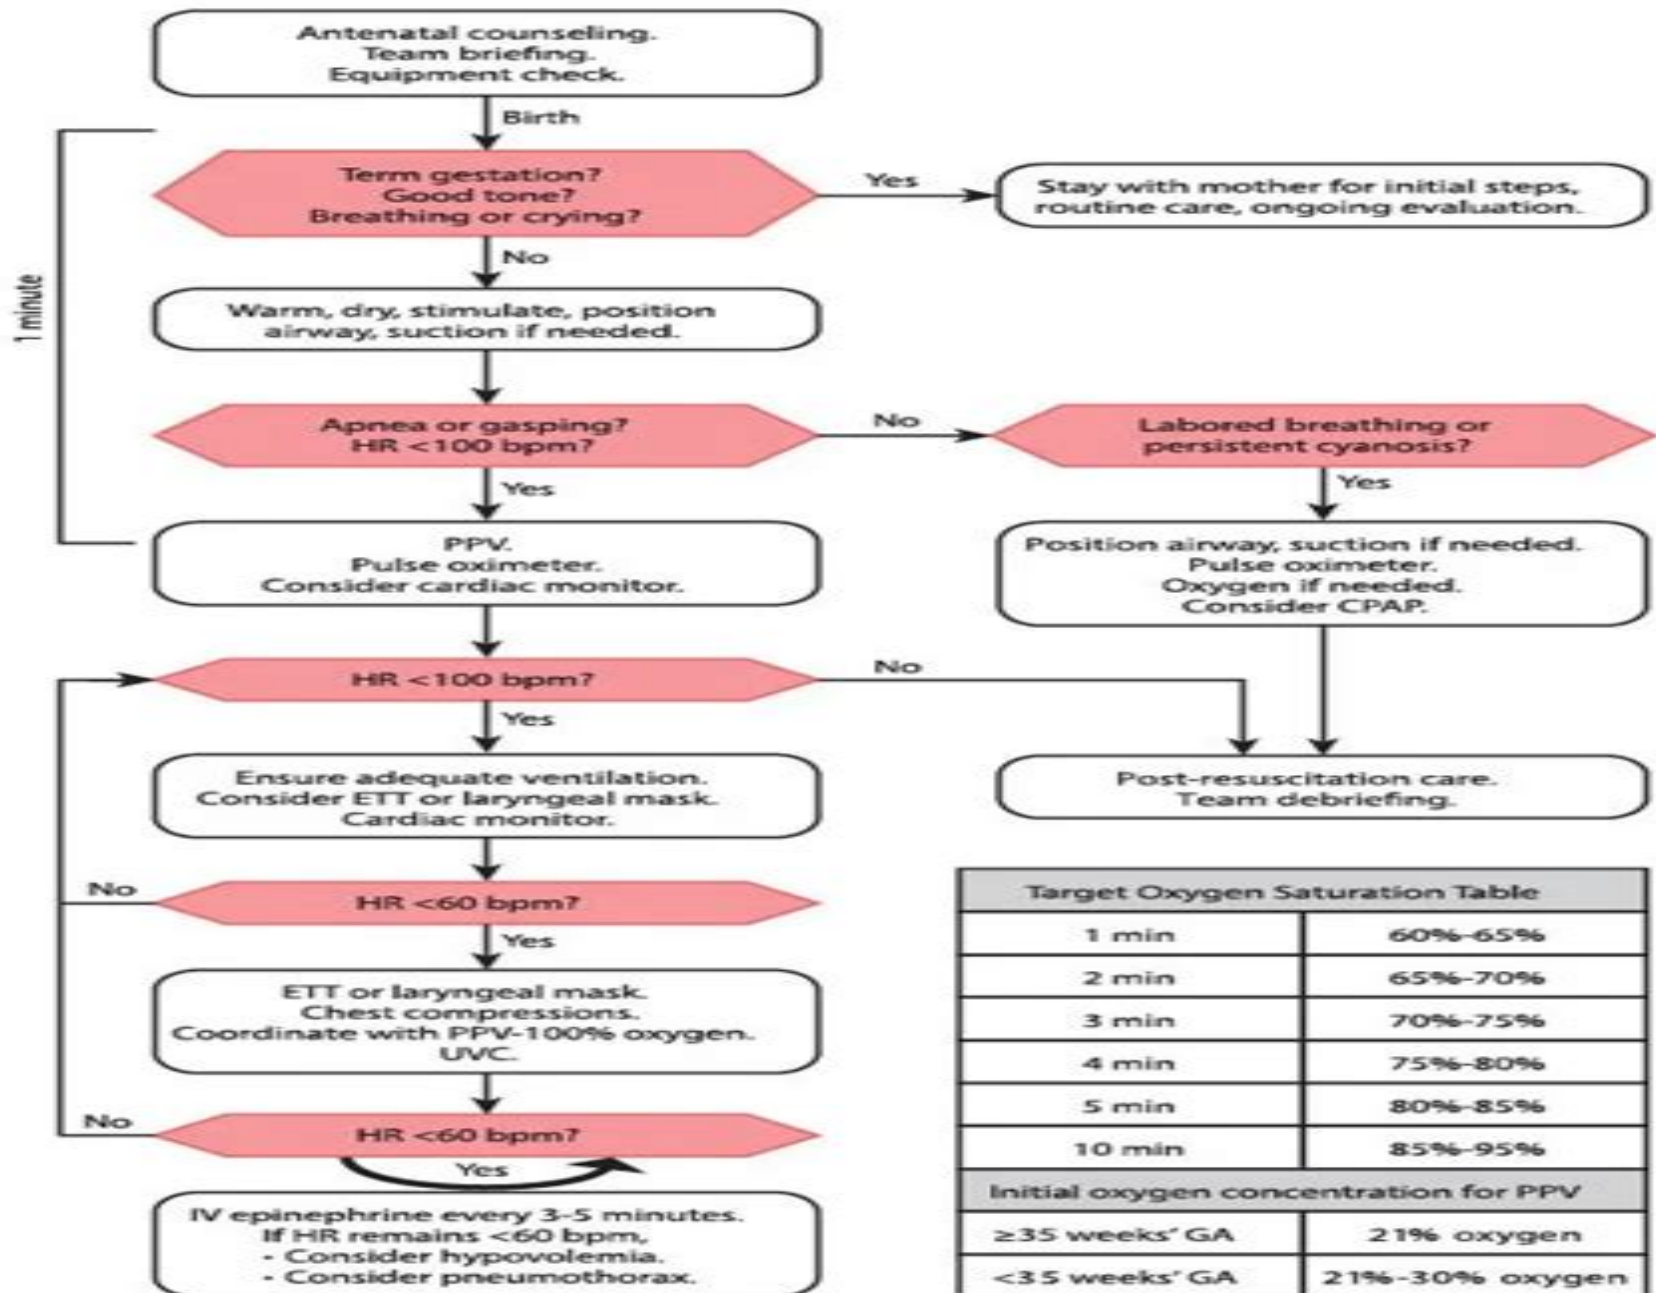 Antenatal counseling.
Team briefing.
Equipment check.
Birth
1 minute
Term gestation?
Good tone?
Breathing or crying?
Yes
Stay with mother for initial steps,
routine care, ongoing evaluation.
No
Warm, dry, stimulate, position
airway, suction if needed.
Apnea or gasping?
HR <100 bpm?
No
Labored breathing or
persistent cyanosis?
Yes
Yes
PPV.
Pulse oximeter.
Consider cardiac monitor.
Position airway, suction if needed.
Pulse oximeter.
Oxygen if needed.
Consider CPAP.
HR <100 bpm?
No
Yes
Ensure adequate ventilation.
Consider ETT or laryngeal mask.
Cardiac monitor.
Post-resuscitation care.
Team debriefing.
No
HR <60 bpm?
Yes
ETT or laryngeal mask.
Chest compressions.
Coordinate with PPV-100% oxygen.
UVC.
No
HR <60 bpm?
Yes
IV epinephrine every 3-5 minutes.
If HR remains <60 bpm,
- Consider hypovolemia.
- Consider pneumothorax.
Target Oxygen Saturation Table
1 min 60%-65%
2 min 65%-70%
3 min 70%-75%
4 min 75%-80%
5 min 80%-85%
10 min 85%-95%
Initial oxygen concentration for PPV
≥35 weeks' GA 21% oxygen
<35 weeks' GA 21%-30% oxygen